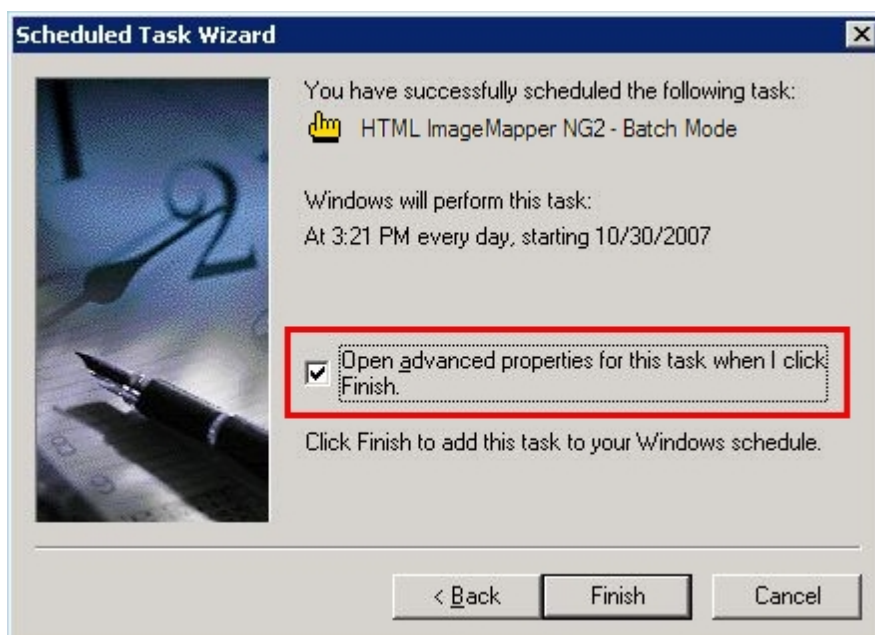 Scheduled Task Wizard
You have successfully scheduled the following task:
HTML ImageMapper NG2 - Batch Mode
Windows will perform this task:
At 3:21 PM every day, starting 10/30/2007
Open advanced properties for this task when I click
Finish.
Click Finish to add this task to your Windows schedule.
< Back
Finish
Cancel